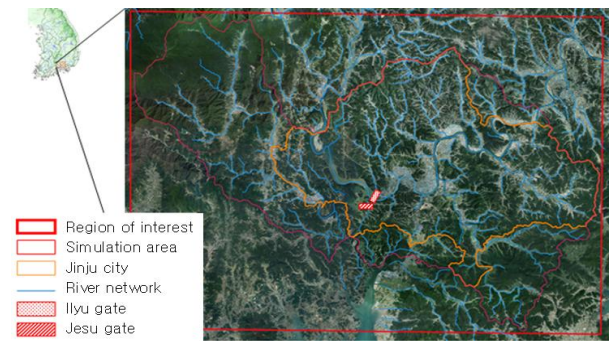 Region of interest
Simulation area
Jinju city
River network
Ilyu gate
Jesu gate